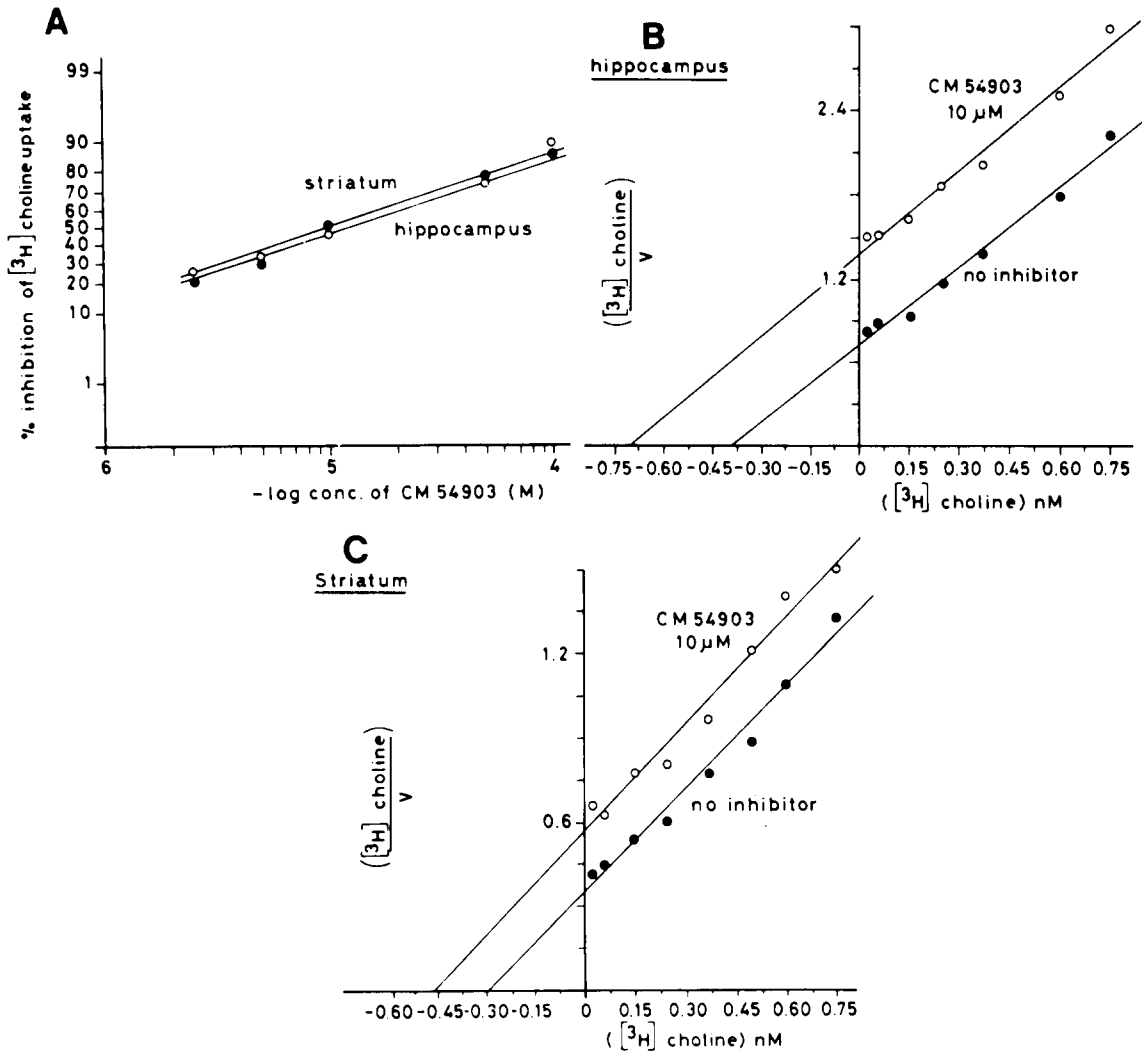 A
% inhibition of [³H] choline uptake
99
90
80
70
60
50
40
30
20
10
1
striatum
hippocampus
6
5
4
-log conc. of CM 54903 (M)
B
hippocampus
CM 54903
10 µM
2.4
1.2
no inhibitor
([³H] choline)
V
-0.75 -0.60 -0.45 -0.30 -0.15 0 0.15 0.30 0.45 0.60 0.75
([³H] choline) nM
C
Striatum
CM 54903
10 µM
1.2
0.6
no inhibitor
([³H] choline)
V
-0.60 -0.45 -0.30 -0.15 0 0.15 0.30 0.45 0.60 0.75
([³H] choline) nM